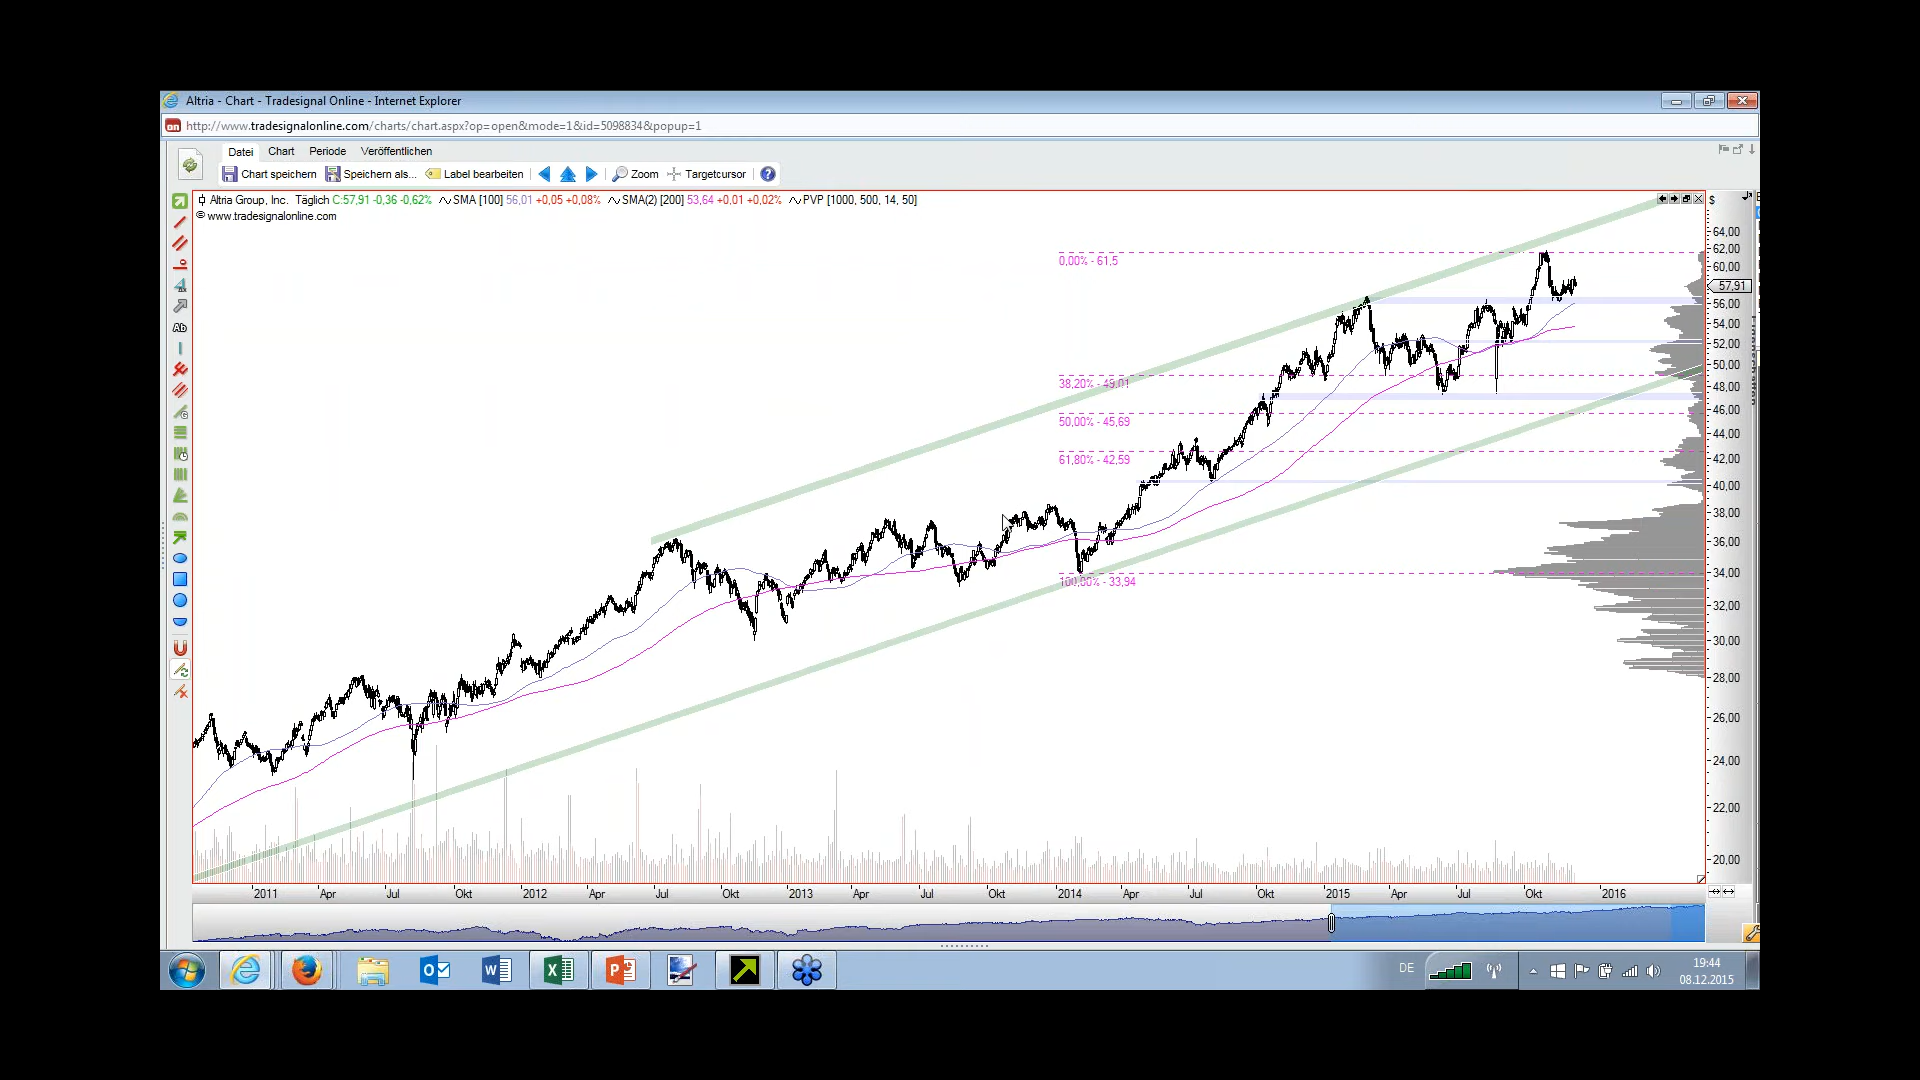 Altria - Chart - Tradesignal Online - Internet Explorer
on http://www.tradesignalonline.com/charts/chart.aspx?op=open&mode=1&id=5098834&popup=1
Datei Chart Periode Veröffentlichen
Chart speichern Speichern als... Label bearbeiten Zoom Targetcursor ?
Altria Group, Inc. Täglich C:57,91 -0,36 -0,62% SMA [100] 56,01 +0,05 +0,08% SMA(2) [200] 53,64 +0,01 +0,02% PVP [1000, 500, 14, 50] $
© www.tradesignalonline.com
64,00
62,00
0,00% - 61.5
60,00
57,91
56,00
54,00
52,00
50,00
38,20% - 49,01
48,00
46,00
50,00% - 45,69
44,00
61,80% - 42,59
42,00
40,00
38,00
36,00
34,00
100,00% - 33,94
32,00
30,00
28,00
26,00
24,00
22,00
20,00
Ab
2011 Apr Jul Okt 2012 Apr Jul Okt 2013 Apr Jul Okt 2014 Apr Jul Okt 2015 Apr Jul Okt 2016
DE
19:44
08.12.2015